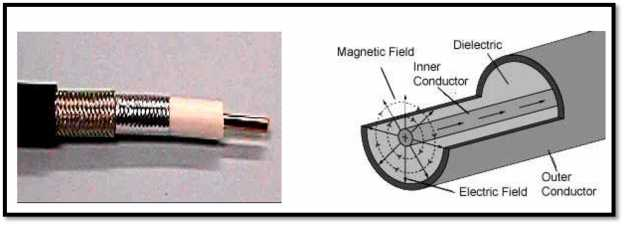 Magnetic Field
Dielectric
Inner
Conductor
Electric Field
Outer
Conductor